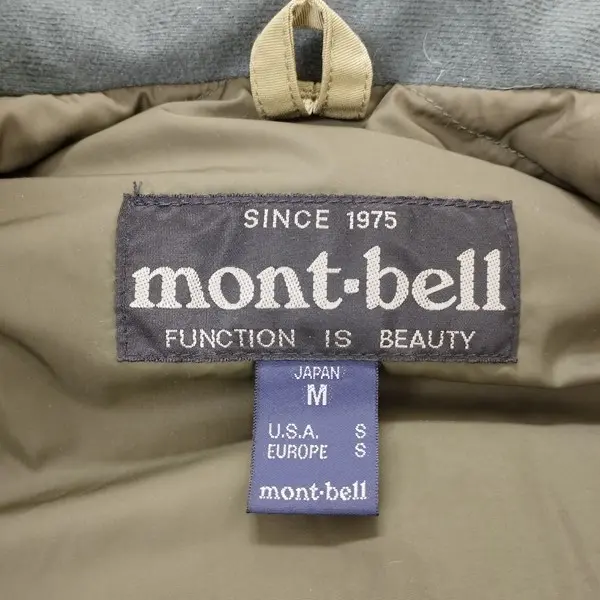 SINCE 1975
mont-bell
FUNCTION IS BEAUTY
JAPAN
M
U.S.A. S
EUROPE S
mont-bell